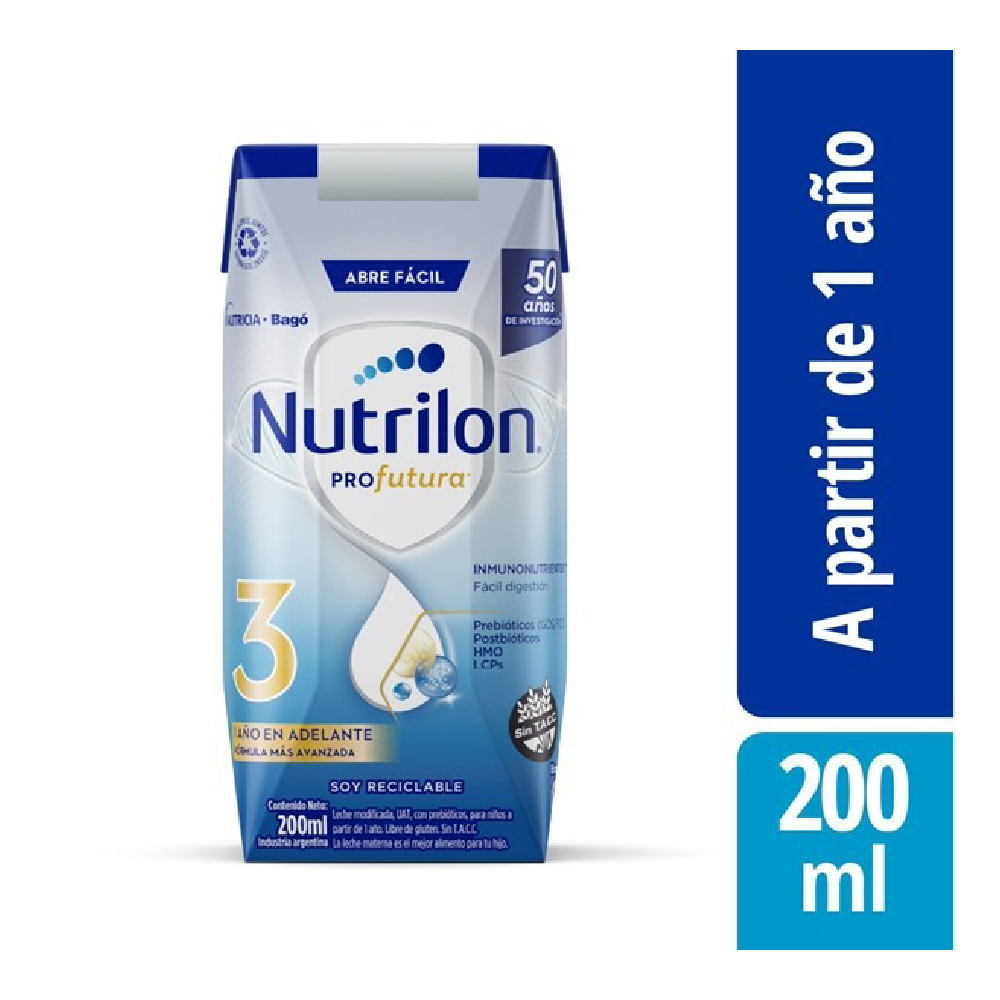 ABRE FÁCIL
50
años
DE INVESTIGACIÓN
NUTRICIA • Bagó
Nutrilon
PROfutura
INMUNONUTRIENTES
Fácil digestión
Prebióticos
Postbióticos
HMO
LCPs
3
1 AÑO EN ADELANTE
FÓRMULA MÁS AVANZADA
Sin T.A.C.C.
SOY RECICLABLE
Contenido Neto:
200ml
Industria argentina
Leche modificada, UAT, con prebióticos, para niños a
partir de 1 año. Libre de gluten. Sin T.A.C.C.
La leche materna es el mejor alimento para tu hijo.
A partir de 1 año
200
ml